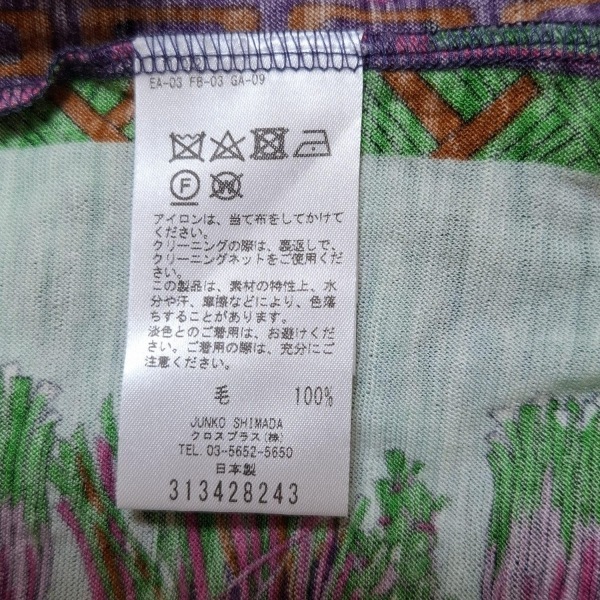 EA-03 FB-03 GA-09
F W
アイロンは、当て布をしてかけて
ください。
クリーニングの際は、裏返しで、
クリーニングネットをご使用くだ
さい。
この製品は、素材の特性上、水
分や汗、摩擦などにより、色落
ちすることがあります。
淡色とのご着用は、お避けくださ
い。ご着用の際は、充分にご
注意ください。
毛 100%
JUNKO SHIMADA
クロスプラス(株)
TEL. 03-5652-5650
日本製
313428243